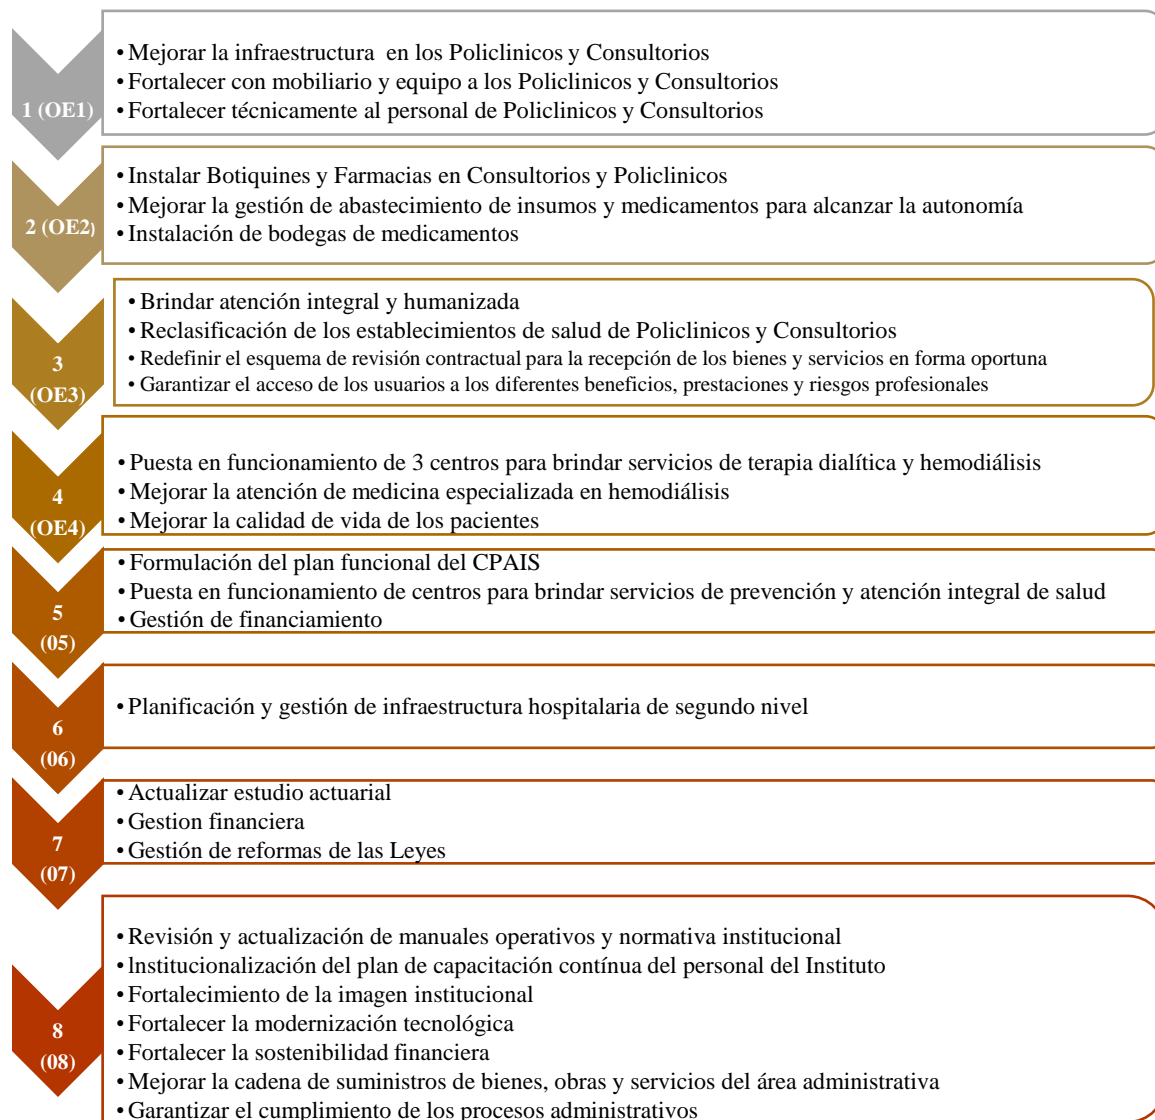 1 (OE1)
• Mejorar la infraestructura en los Policlinicos y Consultorios
• Fortalecer con mobiliario y equipo a los Policlinicos y Consultorios
• Fortalecer técnicamente al personal de Policlinicos y Consultorios
2 (OE2)
• Instalar Botiquines y Farmacias en Consultorios y Policlinicos
• Mejorar la gestión de abastecimiento de insumos y medicamentos para alcanzar la autonomía
• Instalación de bodegas de medicamentos
3
(OE3)
• Brindar atención integral y humanizada
• Reclasificación de los establecimientos de salud de Policlinicos y Consultorios
• Redefinir el esquema de revisión contractual para la recepción de los bienes y servicios en forma oportuna
• Garantizar el acceso de los usuarios a los diferentes beneficios, prestaciones y riesgos profesionales
4
(OE4)
• Puesta en funcionamiento de 3 centros para brindar servicios de terapia dialítica y hemodiálisis
• Mejorar la atención de medicina especializada en hemodiálisis
• Mejorar la calidad de vida de los pacientes
5
(05)
• Formulación del plan funcional del CPAIS
• Puesta en funcionamiento de centros para brindar servicios de prevención y atención integral de salud
• Gestión de financiamiento
6
(06)
• Planificación y gestión de infraestructura hospitalaria de segundo nivel
7
(07)
• Actualizar estudio actuarial
• Gestion financiera
• Gestión de reformas de las Leyes
8
(08)
• Revisión y actualización de manuales operativos y normativa institucional
• Institucionalización del plan de capacitación contínua del personal del Instituto
• Fortalecimiento de la imagen institucional
• Fortalecer la modernización tecnológica
• Fortalecer la sostenibilidad financiera
• Mejorar la cadena de suministros de bienes, obras y servicios del área administrativa
• Garantizar el cumplimiento de los procesos administrativos